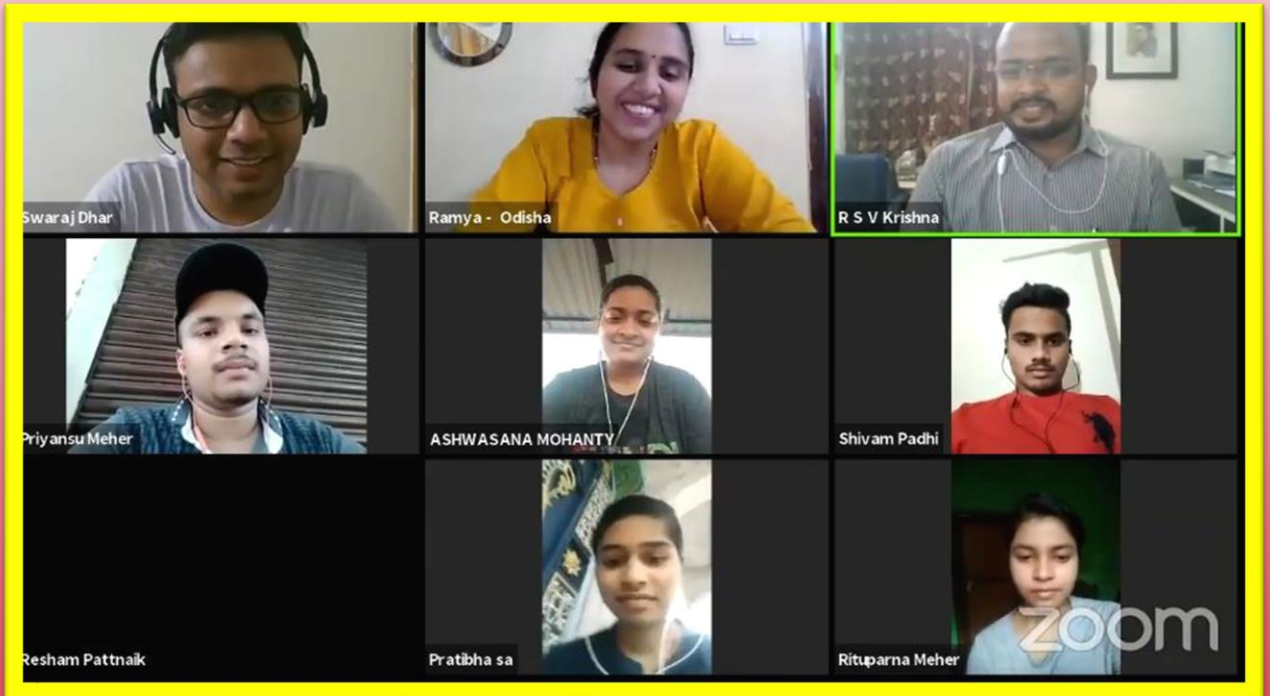 Swaraj Dhar
Ramya - Odisha
R S V Krishna
Priyansu Meher
ASHWASANA MOHANTY
Shivam Padhi
Resham Pattnaik
Pratibha sa
Rituparna Meher
zoom